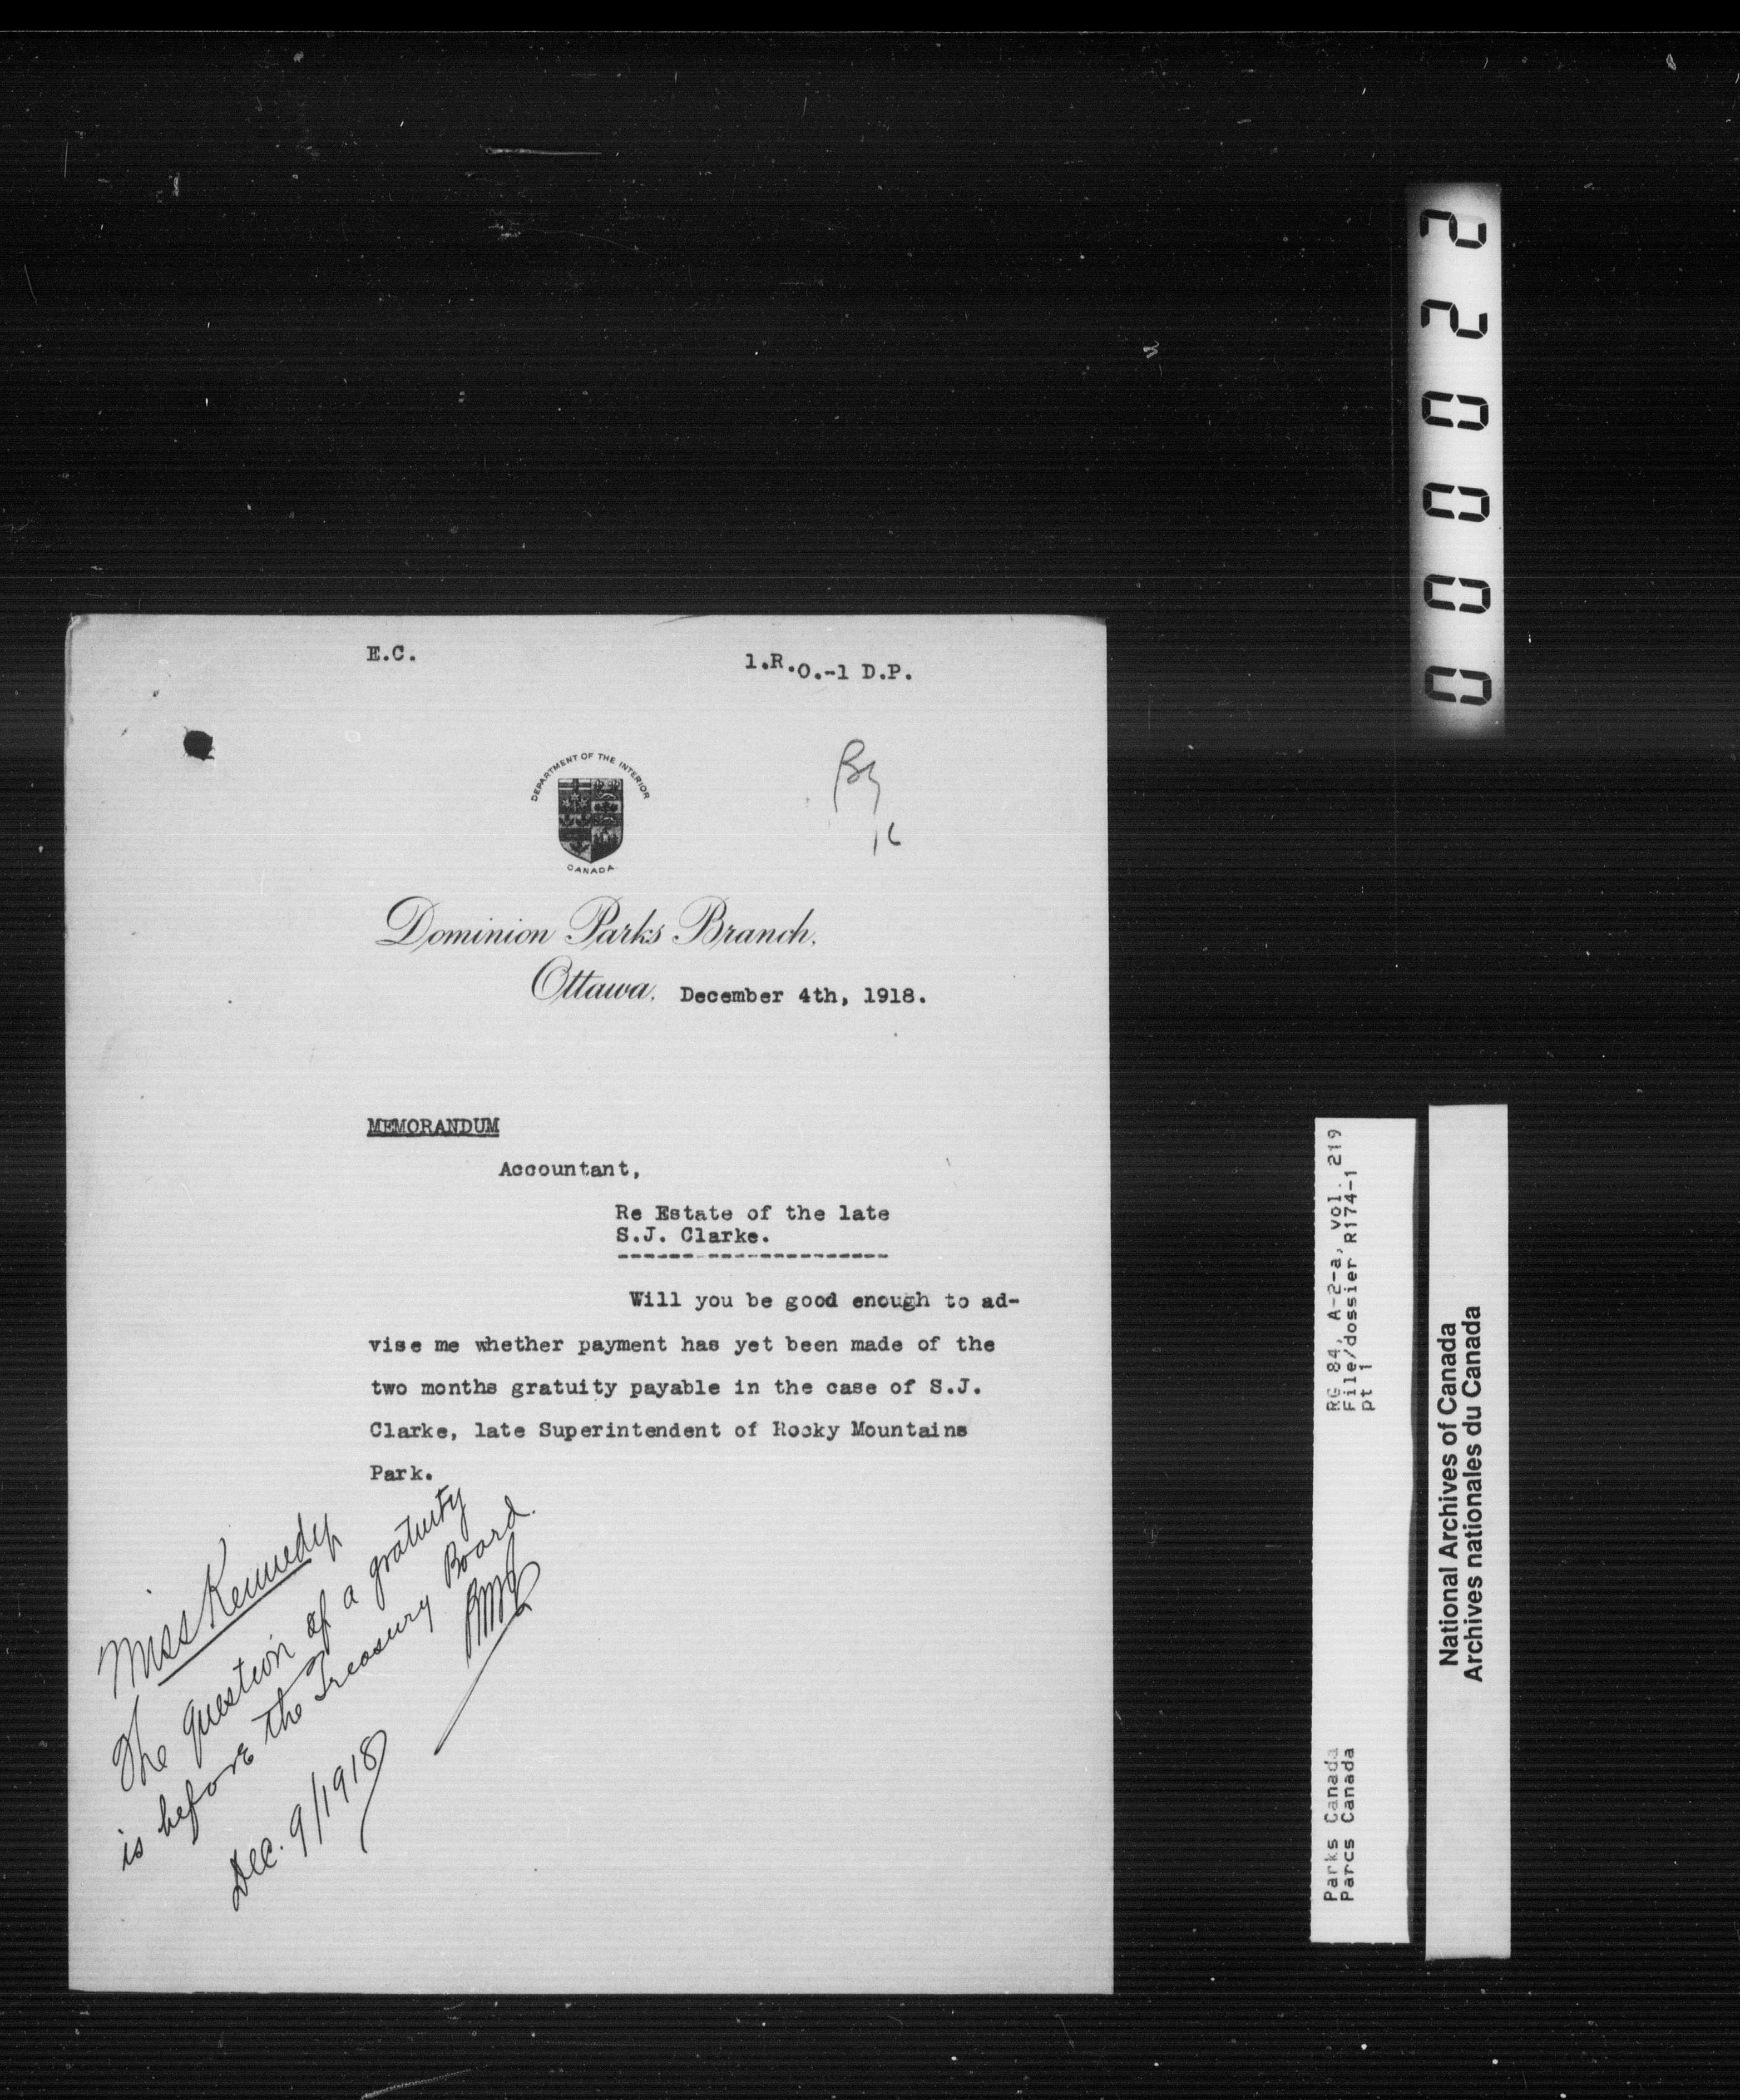 E.C.
1.R.O.-1 D.P.
DEPARTMENT OF THE INTERIOR
CANADA
16
Dominion Parks Branch,
Ottawa, December 4th, 1918.
MEMORANDUM
Accountant,
Re Estate of the late
S.J. Clarke.
Will you be good enough to ad-
vise me whether payment has yet been made of the
two months gratuity payable in the case of S.J.
Clarke, late Superintendent of Rocky Mountains
Park.
Miss Kennedy
The question of a gratuity
is before the Treasury Board.
Dec. 9/1918
220000
RG 84, A-2-a, vol. 219
File/dossier R174-1
pt 1
Parks Canada
Parcs Canada
National Archives of Canada
Archives nationales du Canada